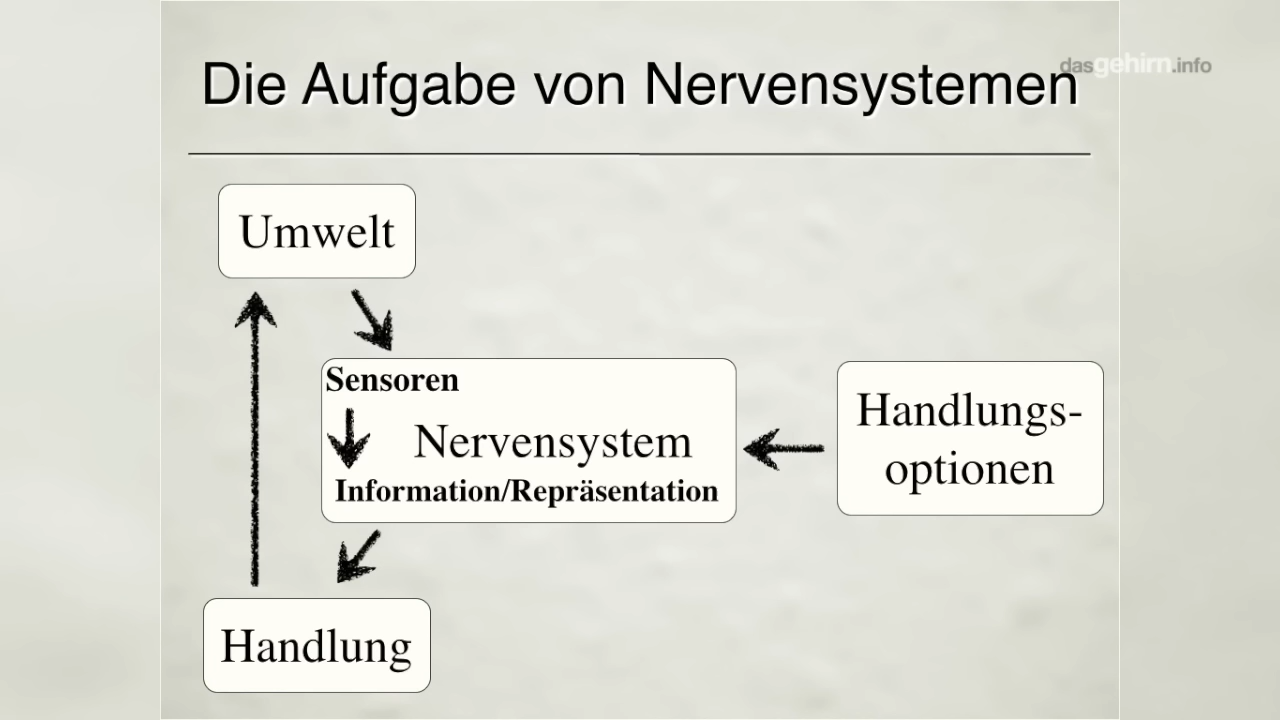 Die Aufgabe von Nervensystemen
dasgehirn.info
Umwelt
Sensoren
Nervensystem
Information/Repräsentation
Handlungs-
optionen
Handlung